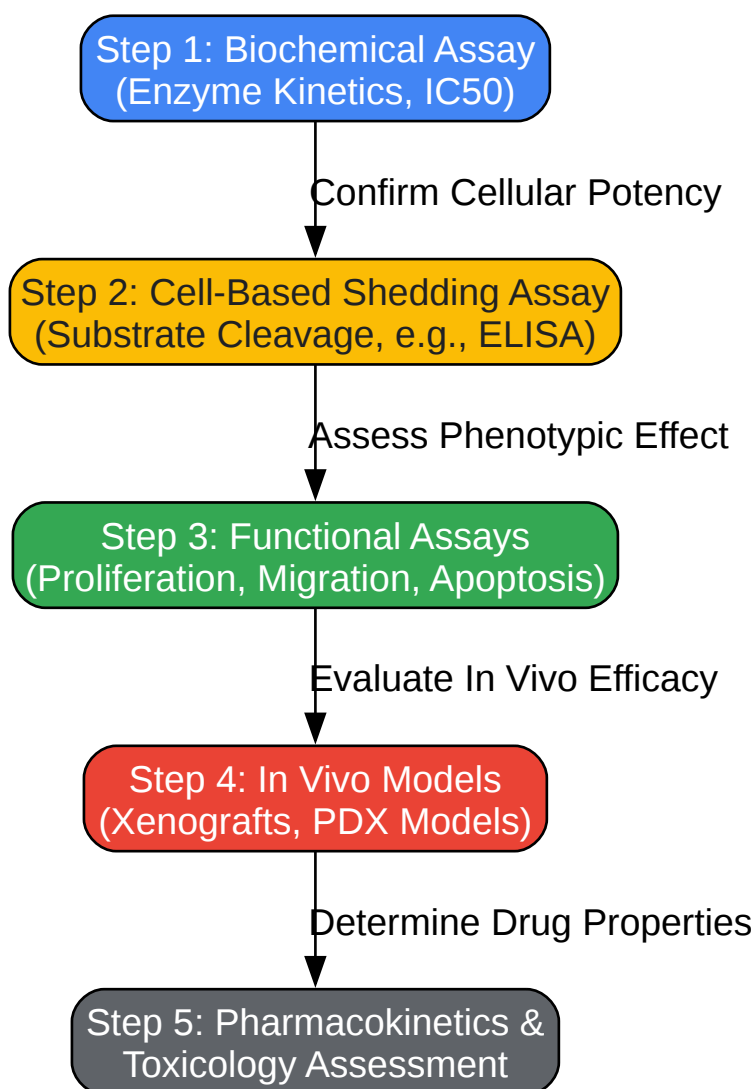 Step 1: Biochemical Assay
(Enzyme Kinetics, IC50)
Confirm Cellular Potency
Step 2: Cell-Based Shedding Assay
(Substrate Cleavage, e.g., ELISA)
Assess Phenotypic Effect
Step 3: Functional Assays
(Proliferation, Migration, Apoptosis)
Evaluate In Vivo Efficacy
Step 4: In Vivo Models
(Xenografts, PDX Models)
Determine Drug Properties
Step 5: Pharmacokinetics &
Toxicology Assessment